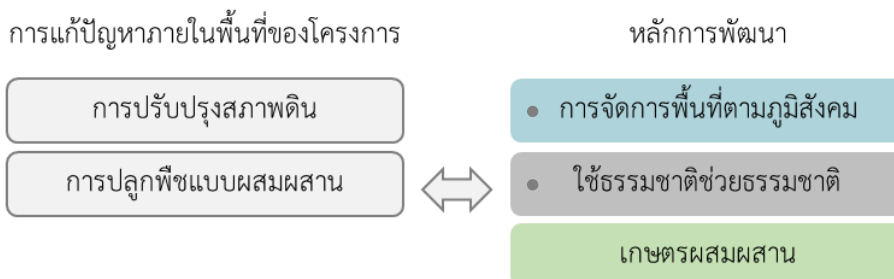 การแก้ปัญหาภายในพื้นที่ของโครงการ
การปรับปรุงสภาพดิน
การปลูกพืชแบบผสมผสาน
หลักการพัฒนา
• การจัดการพื้นที่ตามภูมิสังคม
• ใช้ธรรมชาติช่วยธรรมชาติ
เกษตรผสมผสาน